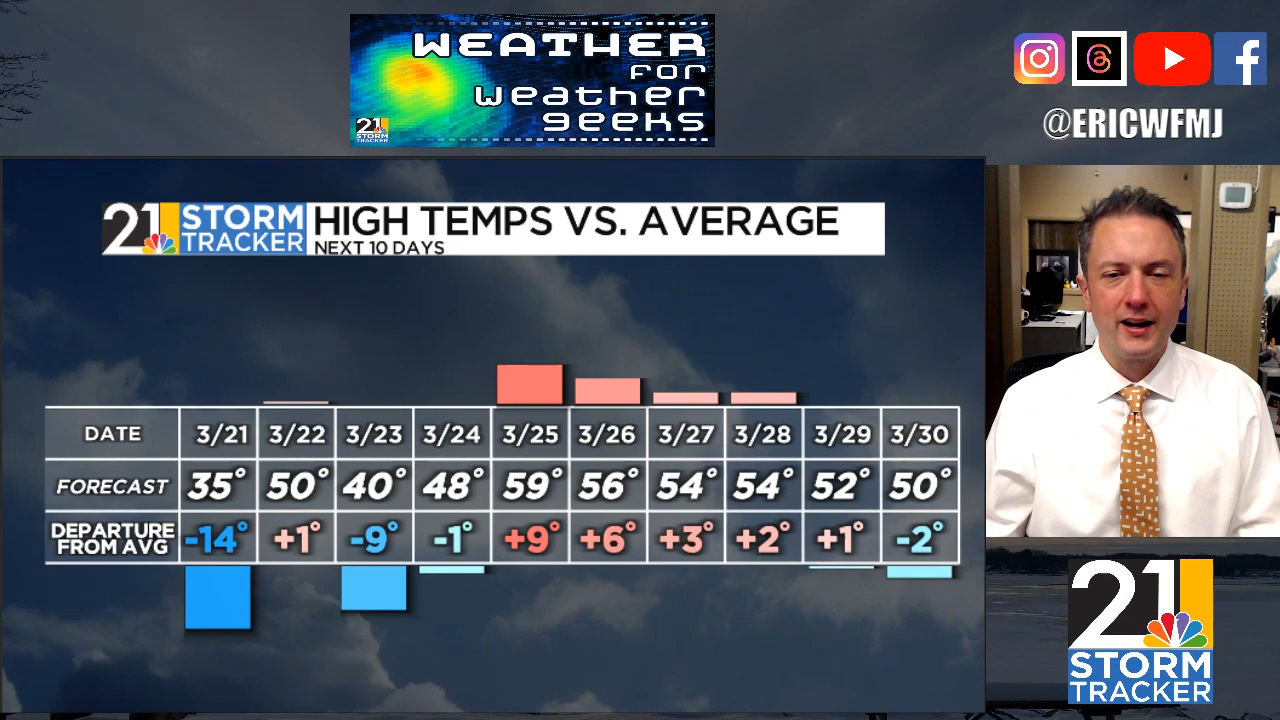 WEATHER
FOR
WEATHER
GEEKS
21
STORM
TRACKER
@ERICWFMJ
21 STORM TRACKER
HIGH TEMPS VS. AVERAGE
NEXT 10 DAYS
DATE 3/21 3/22 3/23 3/24 3/25 3/26 3/27 3/28 3/29 3/30
FORECAST 35° 50° 40° 48° 59° 56° 54° 54° 52° 50°
DEPARTURE FROM AVG -14° +1° -9° -1° +9° +6° +3° +2° +1° -2°
21
STORM
TRACKER